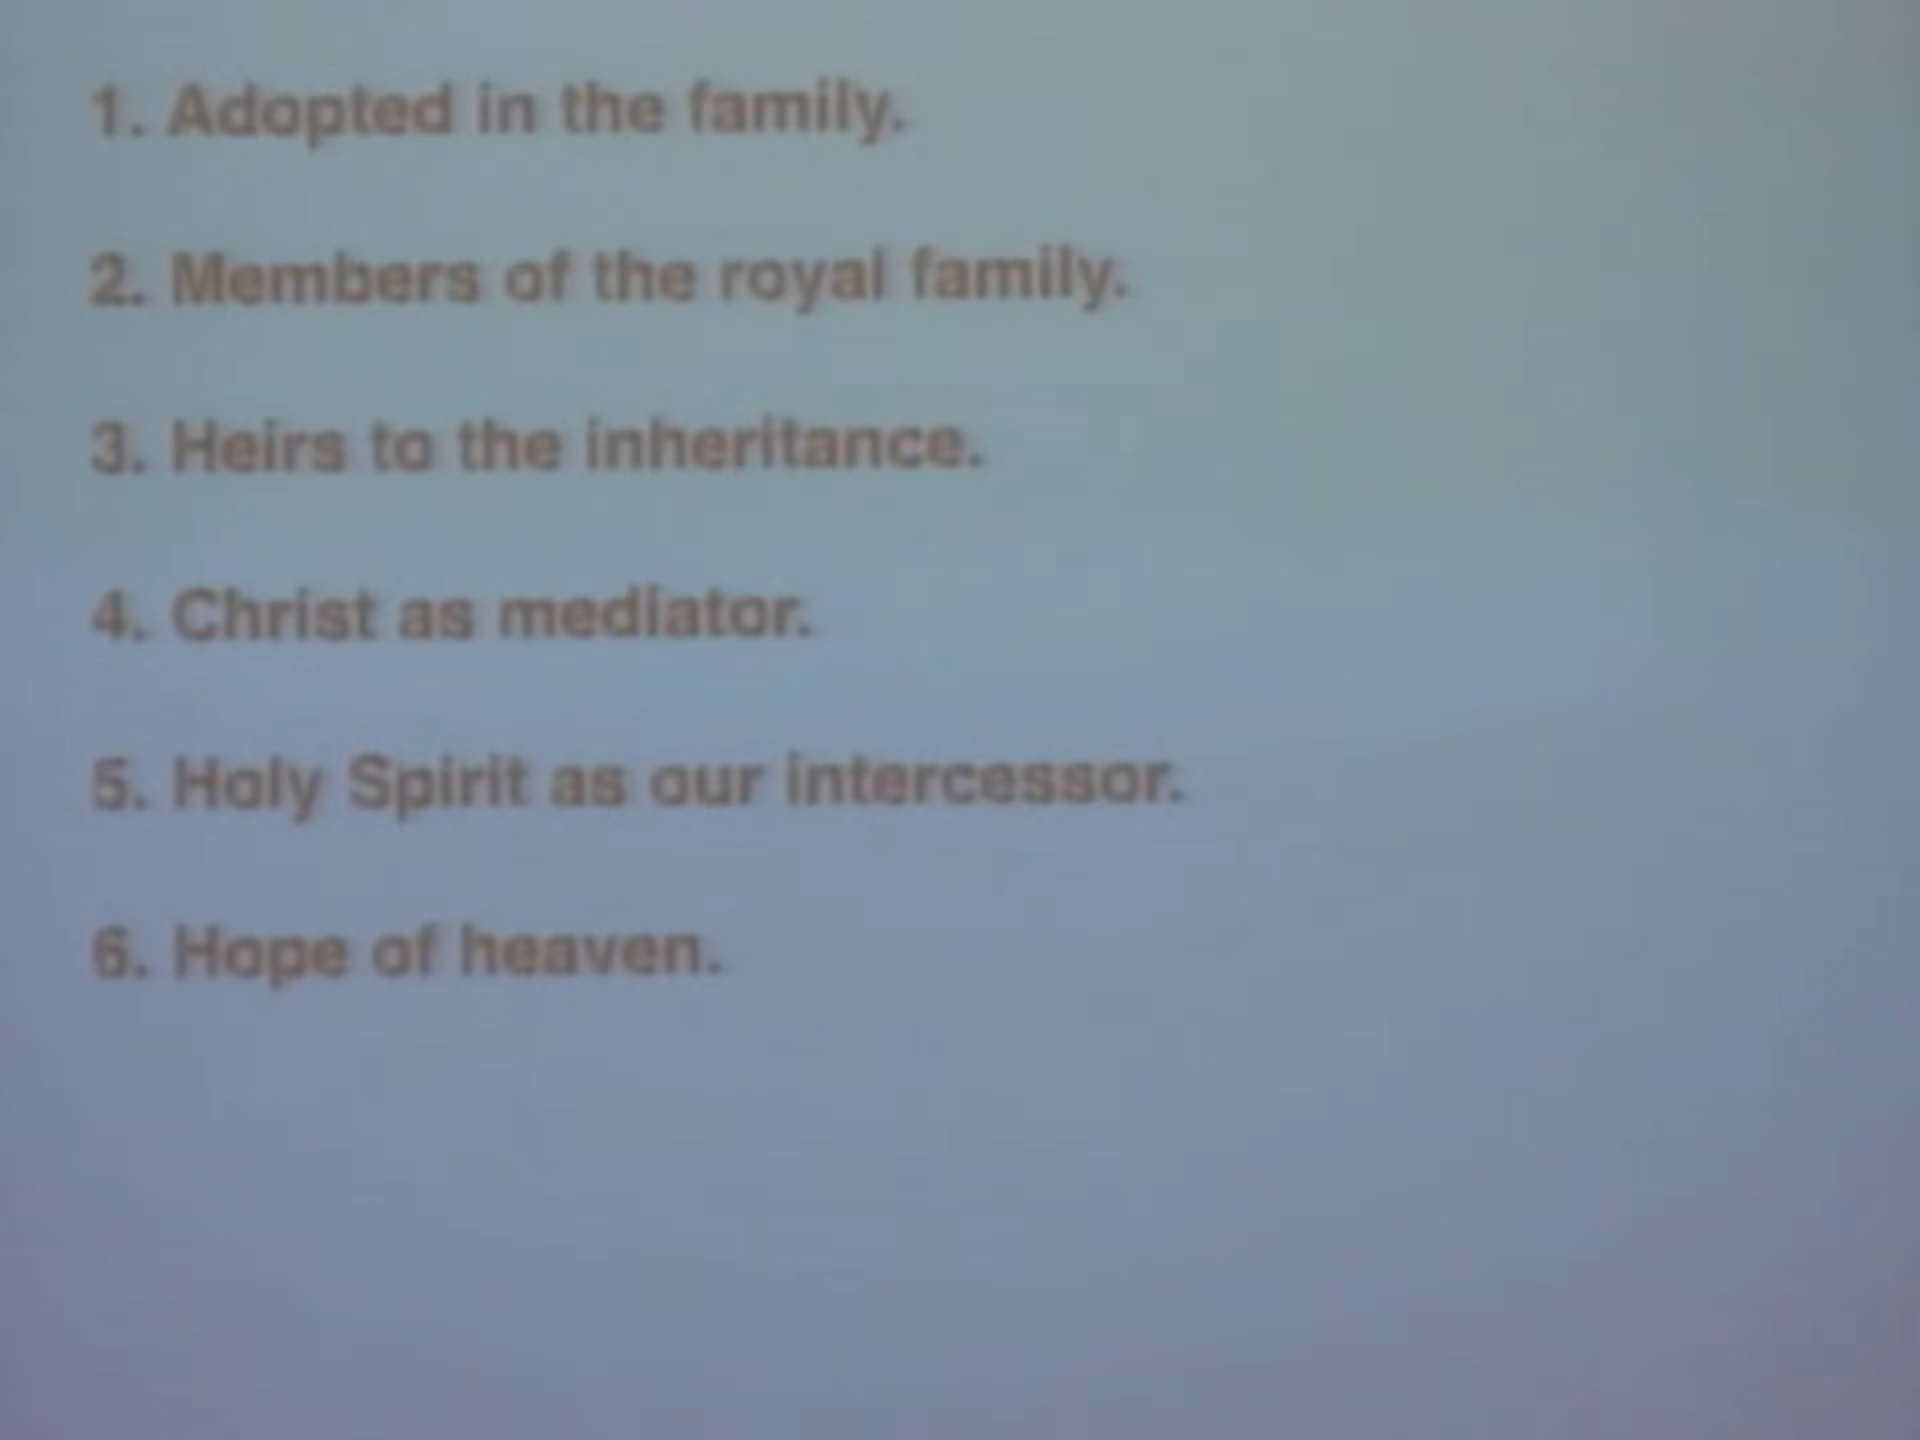 1. Adopted in the family.
2. Members of the royal family.
3. Heirs to the inheritance.
4. Christ as mediator.
5. Holy Spirit as our intercessor.
6. Hope of heaven.